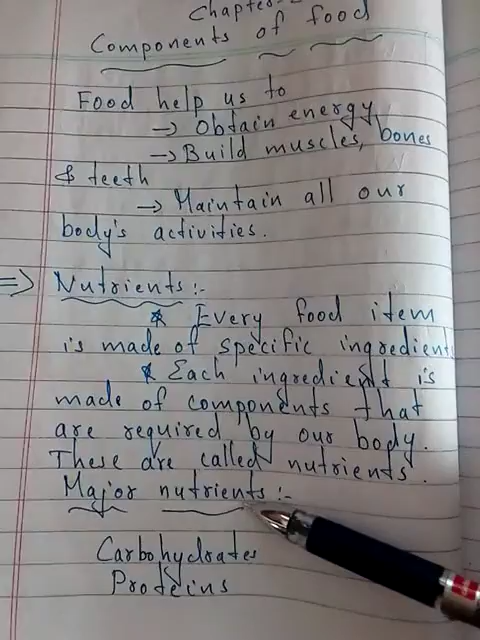 Chapter-
Components of food
Food help us to
→ Obtain energy
→ Build muscles, bones
& teeth
→ Maintain all our
body's activities.
⇒ Nutrients :-
* Every food item
is made of specific ingredients
* Each ingredient is
made of components that
are required by our body.
These are called nutrients.
Major nutrients :-
Carbohydrates
Proteins